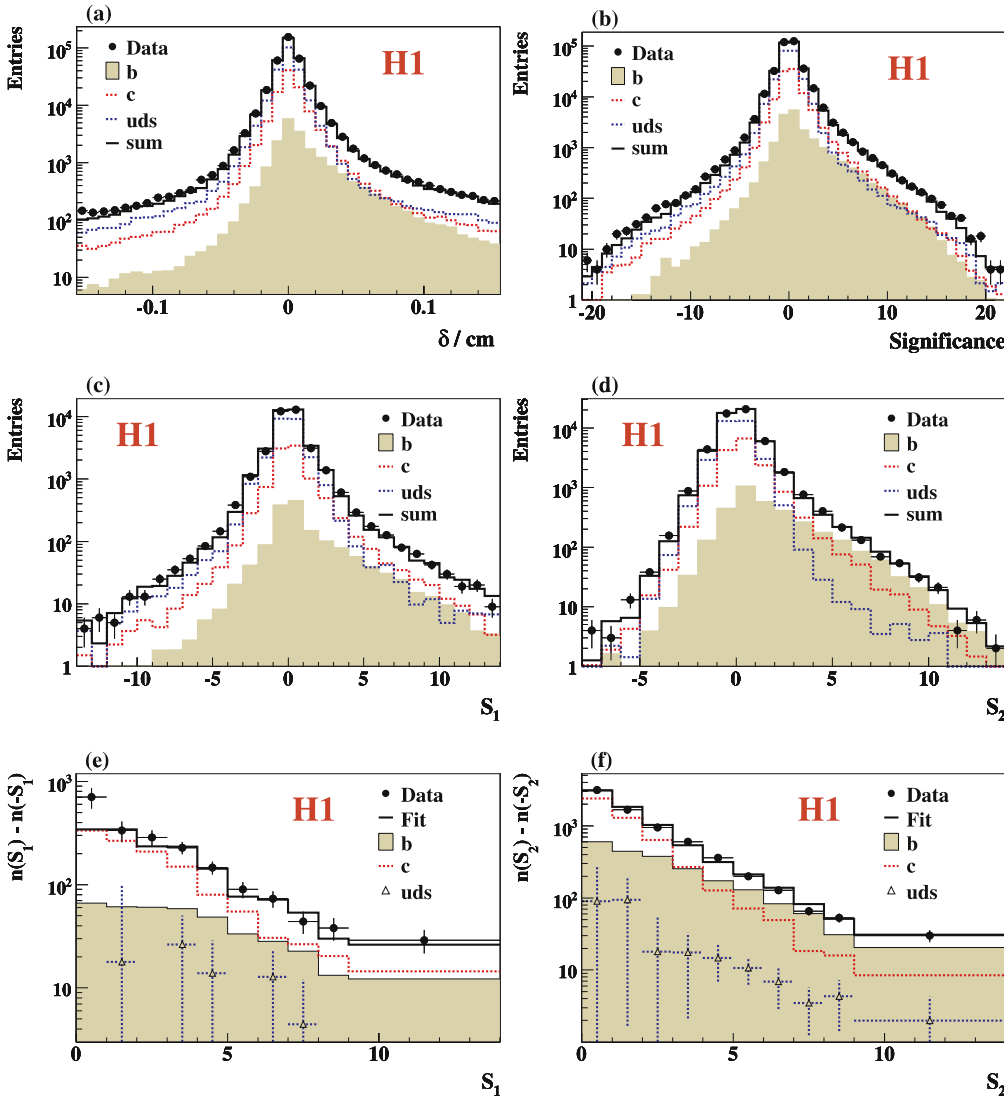 (a)
Entries
10^5
10^4
10^3
10^2
10
H1
Data
b
c
uds
sum
-0.1
0
0.1
δ / cm
(b)
Entries
10^5
10^4
10^3
10^2
10
1
H1
Data
b
c
uds
sum
-20
-10
0
10
20
Significance
(c)
Entries
10^4
10^3
10^2
10
1
H1
Data
b
c
uds
sum
-10
-5
0
5
10
S_1
(d)
Entries
10^4
10^3
10^2
10
1
H1
Data
b
c
uds
sum
-5
0
5
10
S_2
(e)
n(S_1) - n(-S_1)
10^3
10^2
10
H1
Data
Fit
b
c
uds
0
5
10
S_1
(f)
n(S_2) - n(-S_2)
10^3
10^2
10
H1
Data
Fit
b
c
uds
0
5
10
S_2